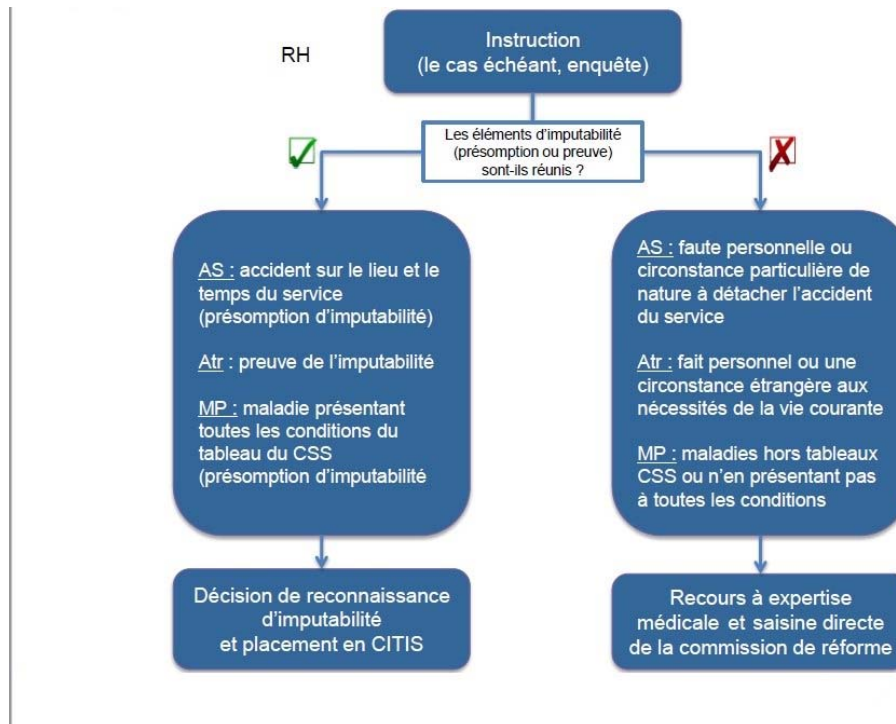 RH
Instruction
(le cas échéant, enquête)
Les éléments d'imputabilité
(présomption ou preuve)
sont-ils réunis ?
AS : accident sur le lieu et le
temps du service
(présomption d'imputabilité)
Atr : preuve de l'imputabilité
MP : maladie présentant
toutes les conditions du
tableau du CSS
(présomption d'imputabilité
AS : faute personnelle ou
circonstance particulière de
nature à détacher l'accident
du service
Atr : fait personnel ou une
circonstance étrangère aux
nécessités de la vie courante
MP : maladies hors tableaux
CSS ou n'en présentant pas
à toutes les conditions
Décision de reconnaissance
d'imputabilité
et placement en CITIS
Recours à expertise
médicale et saisine directe
de la commission de réforme